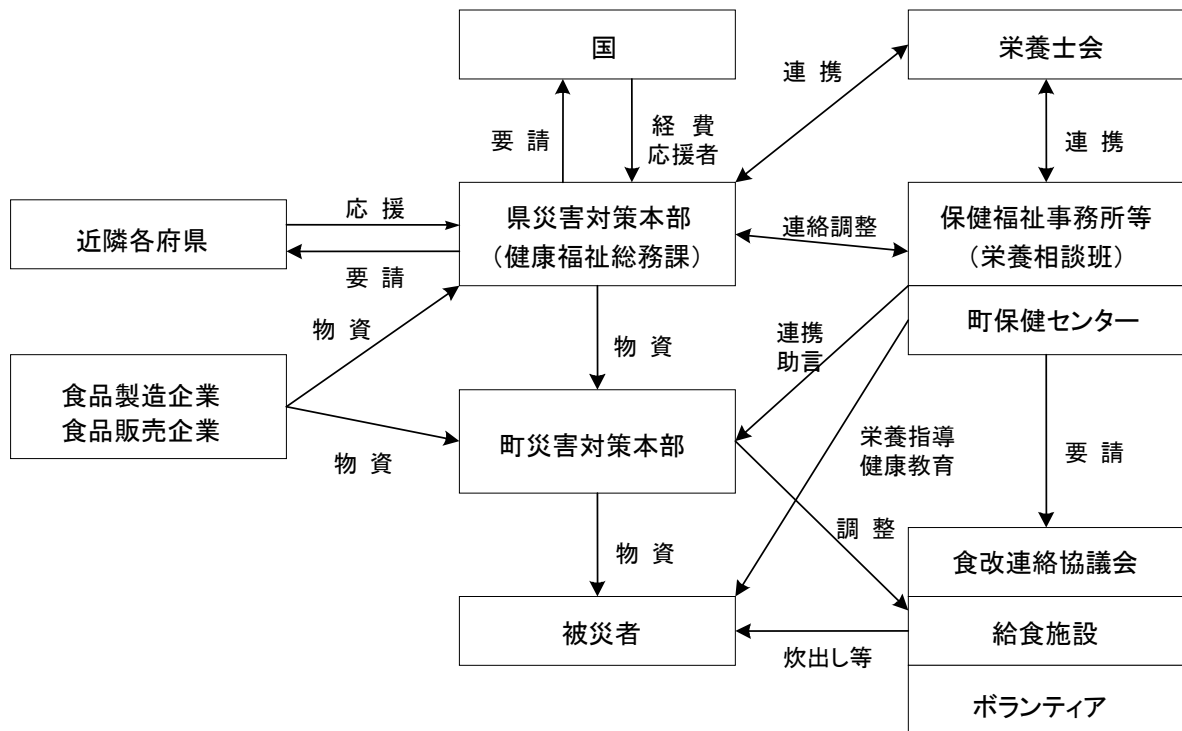 国
栄養士会
連 携
要 請
経 費
応援者
連 携
近隣各府県
応 援
要 請
県災害対策本部
（健康福祉総務課）
連絡調整
保健福祉事務所等
（栄養相談班）
町保健センター
物 資
物 資
連携
助言
食品製造企業
食品販売企業
物 資
町災害対策本部
栄養指導
健康教育
要 請
物 資
調 整
食改連絡協議会
被災者
炊出し等
給食施設
ボランティア